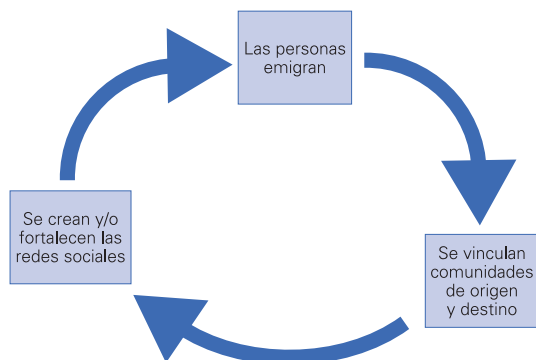 Las personas
emigran
Se vinculan
comunidades
de origen
y destino
Se crean y/o
fortalecen las
redes sociales